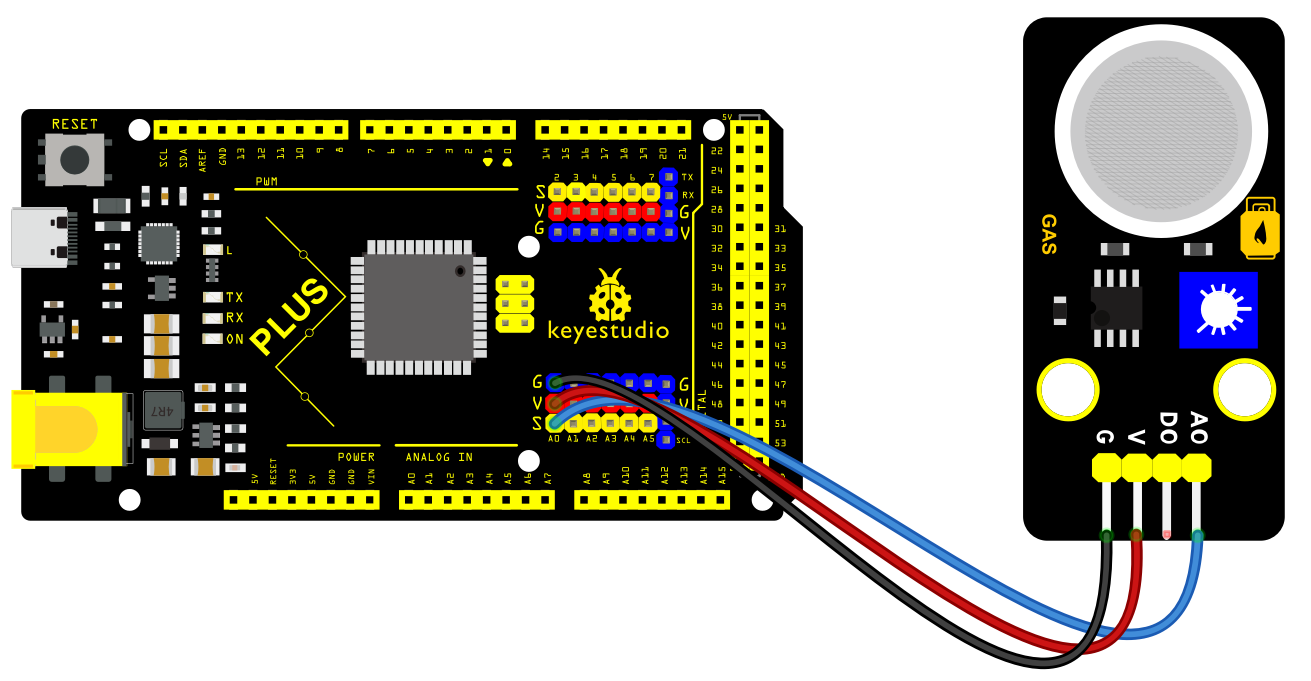 RESET
SCL SDA AREF GND 13 12 11 10 9 8 7 6 5 4 3 2 1 0 14 15 16 17 18 19 20 21
5V
PWM
2 3 4 5 6 7 TX
S RX
V G
G V
22
24
26
28
30 31
32 33
34 35
36 37
38 39
40 41
42 43
44 45
46 47
48 49
51
53
L
TX
RX
ON
PLUS
keyestudio
4R7
G G
V V
S
A0 A1 A2 A3 A4 A5 SCL
TAL
POWER ANALOG IN
5V RESET 3V3 5V GND GND VIN A0 A1 A2 A3 A4 A5 A6 A7 A8 A9 A10 A11 A12 A13 A14 A15
GAS
G V DO AO